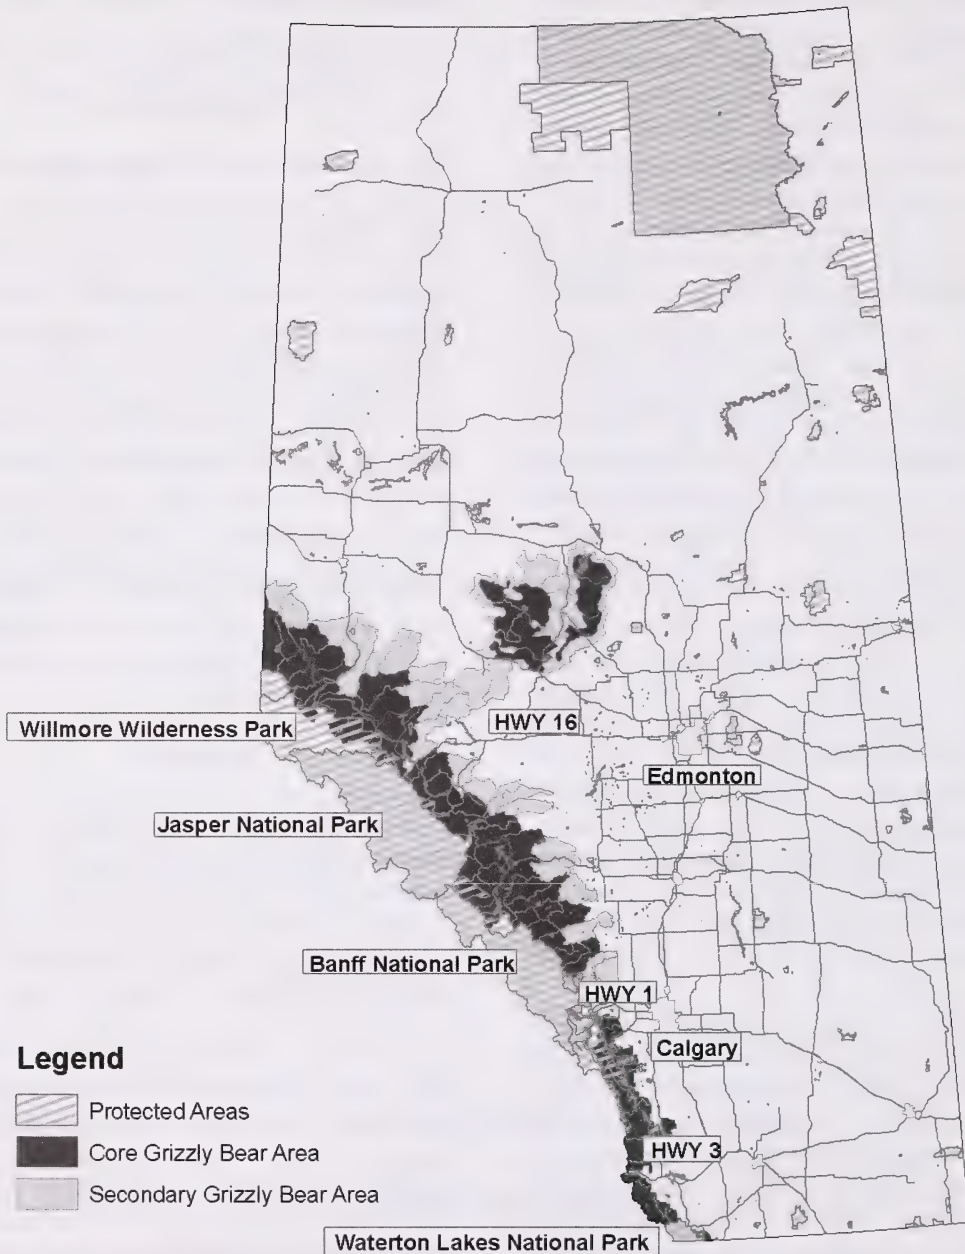 Willmore Wilderness Park
HWY 16
Edmonton
Jasper National Park
Banff National Park
HWY 1
Calgary
HWY 3
Waterton Lakes National Park
Legend
Protected Areas
Core Grizzly Bear Area
Secondary Grizzly Bear Area